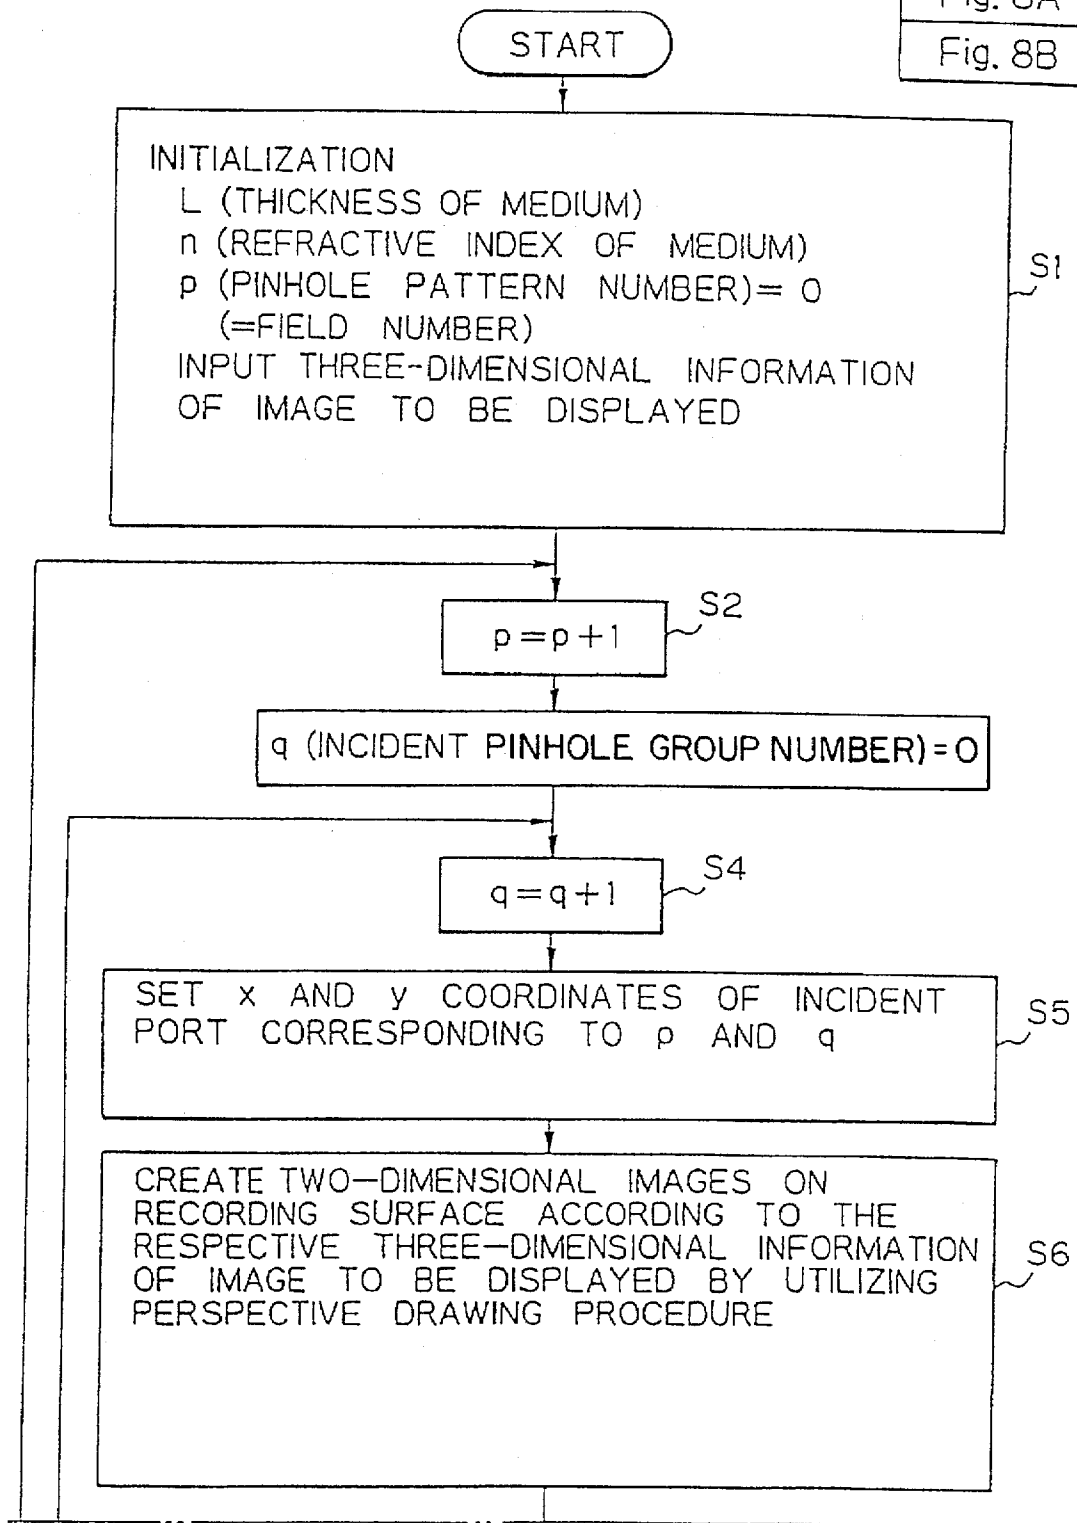 Fig. 8A
Fig. 8B
START
INITIALIZATION
L (THICKNESS OF MEDIUM)
n (REFRACTIVE INDEX OF MEDIUM)
p (PINHOLE PATTERN NUMBER)= 0
(=FIELD NUMBER)
INPUT THREE-DIMENSIONAL INFORMATION
OF IMAGE TO BE DISPLAYED
S1
p=p+1
S2
q (INCIDENT PINHOLE GROUP NUMBER)=0
q=q+1
S4
SET x AND y COORDINATES OF INCIDENT
PORT CORRESPONDING TO p AND q
S5
CREATE TWO-DIMENSIONAL IMAGES ON
RECORDING SURFACE ACCORDING TO THE
RESPECTIVE THREE-DIMENSIONAL INFORMATION
OF IMAGE TO BE DISPLAYED BY UTILIZING
PERSPECTIVE DRAWING PROCEDURE
S6